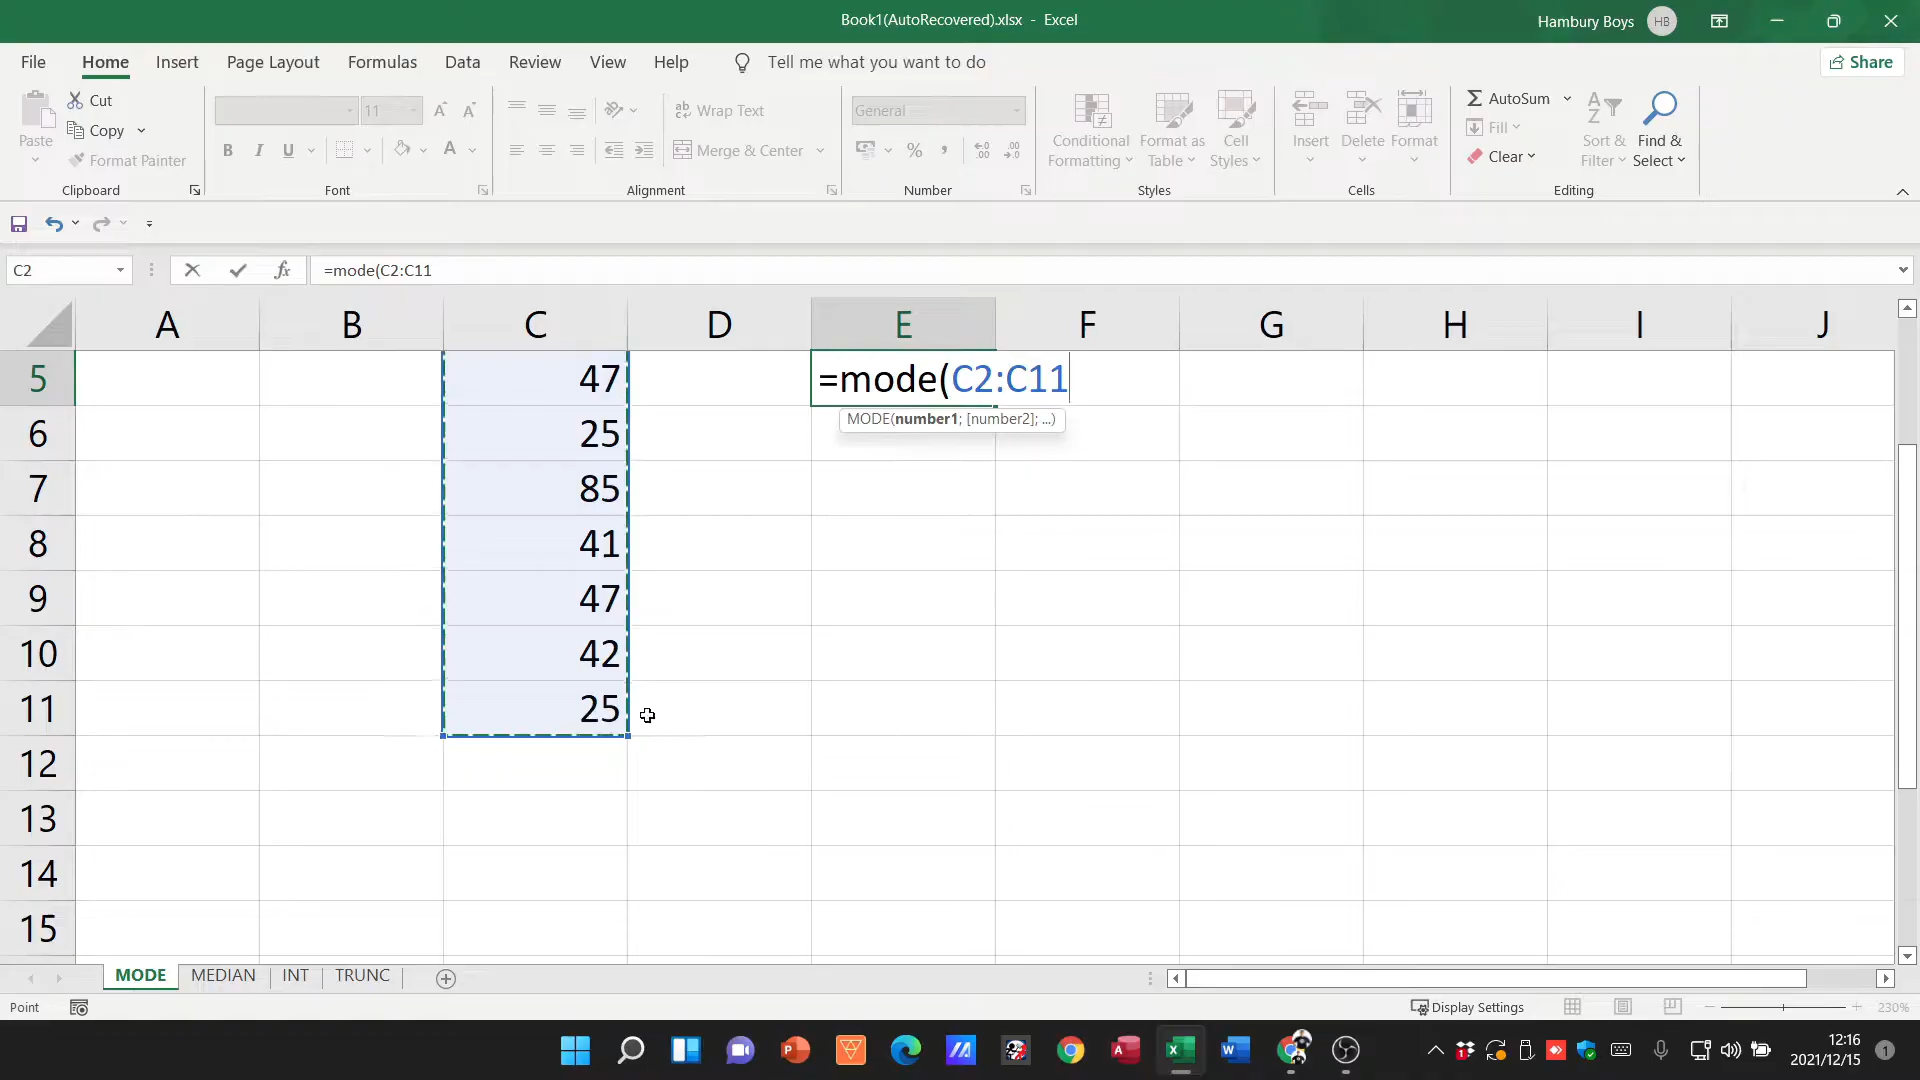 Book1(AutoRecovered).xlsx - Excel
Hambury Boys HB
File Home Insert Page Layout Formulas Data Review View Help Tell me what you want to do Share
Paste
Cut
Copy
Format Painter
Clipboard
11
B I U A
Font
ab Wrap Text
Merge & Center
Alignment
General
% ,
Number
Conditional Formatting
Format as Table
Cell Styles
Styles
Insert Delete Format
Cells
AutoSum
Fill
Clear
Sort & Filter
Find & Select
Editing
C2 fx =mode(C2:C11
A B C D E F G H I J
5 47 =mode(C2:C11
MODE(number1; [number2]; ...)
6 25
7 85
8 41
9 47
10 42
11 25
12
13
14
15
MODE MEDIAN INT TRUNC
Point Display Settings 230%
12:16
2021/12/15 1